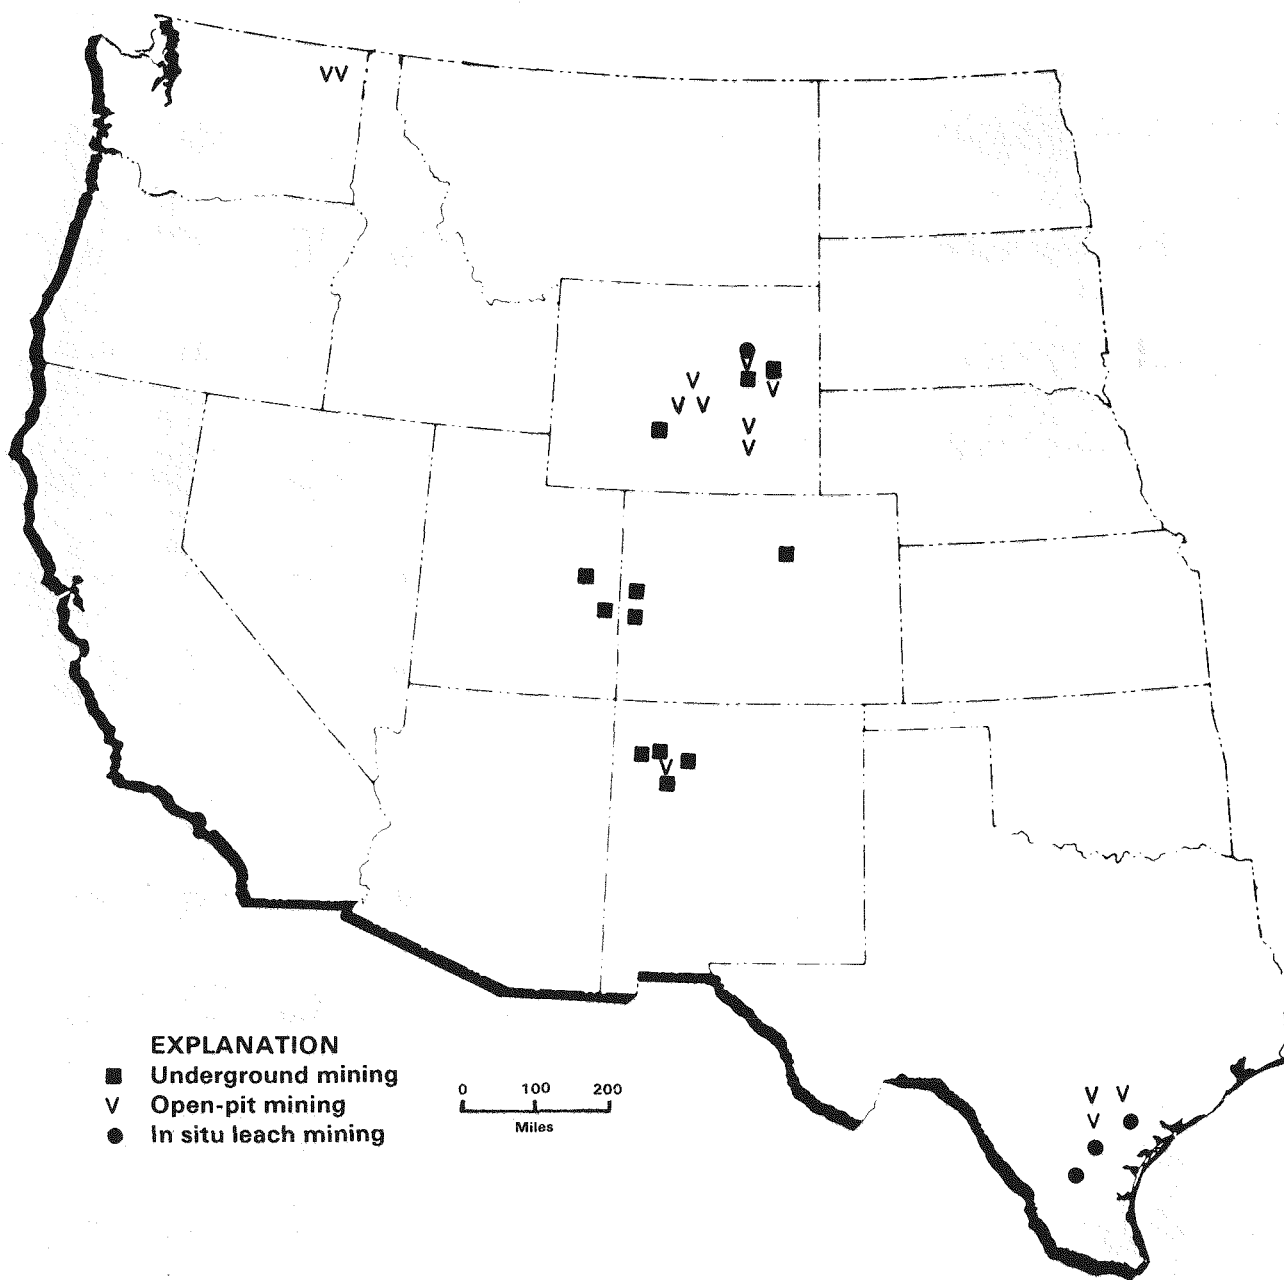 EXPLANATION
Underground mining
V Open-pit mining
In situ leach mining
0 100 200
Miles